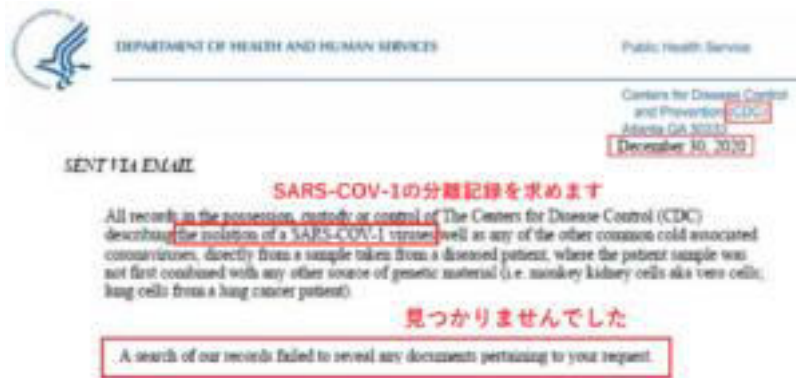 DEPARTMENT OF HEALTH AND HUMAN SERVICES
Public Health Service
Centers for Disease Control
and Prevention (CDC)
Atlanta GA 30333
December 30, 2020
SENT VIA EMAIL
SARS-COV-1の分離記録を求めます
All records in the possession, custody or control of The Centers for Disease Control (CDC)
describing the isolation of a SARS-COV-1 viruses well as any of the other common cold associated
coronaviruses, directly from a sample taken from a diseased patient, where the patient sample was
not first combined with any other source of genetic material (i.e. monkey kidney cells aka vero cells;
lung cells from a lung cancer patient).
見つかりませんでした
A search of our records failed to reveal any documents pertaining to your request.